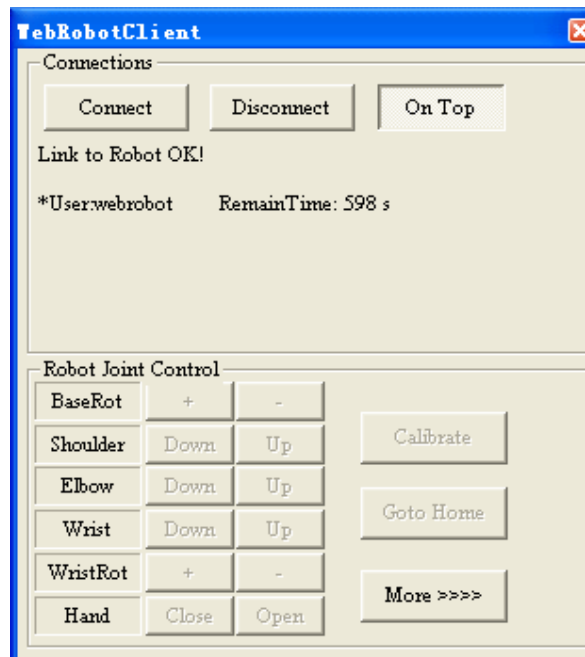 WebRobotClient
Connections
Connect Disconnect On Top
Link to Robot OK!
*User:webrobot RemainTime: 598 s
Robot Joint Control
BaseRot + -
Shoulder Down Up
Calibrate
Elbow Down Up
Goto Home
Wrist Down Up
WristRot + -
More >>>>
Hand Close Open